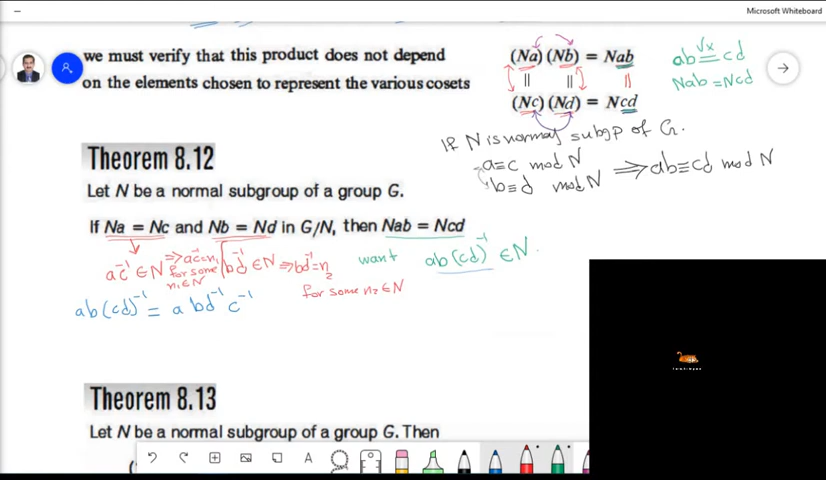 Microsoft Whiteboard
we must verify that this product does not depend
on the elements chosen to represent the various cosets
(Na)(Nb) = Nab
||  ||  ||
(Nc)(Nd) = Ncd
Nab = Ncd
If N is normal subgp of G.
a≡c mod N
b≡d mod N ⟹ ab≡cd mod N
Theorem 8.12
Let N be a normal subgroup of a group G.
If Na = Nc and Nb = Nd in G/N, then Nab = Ncd
ac⁻¹ ∈ N ⟹ ac⁻¹=n₁ for some n₁∈N
bd⁻¹ ∈ N ⟹ bd⁻¹=n₂
for some n₂ ∈ N
want ab(cd)⁻¹ ∈ N.
ab(cd)⁻¹ = a bd⁻¹ c⁻¹
Theorem 8.13
Let N be a normal subgroup of a group G. Then